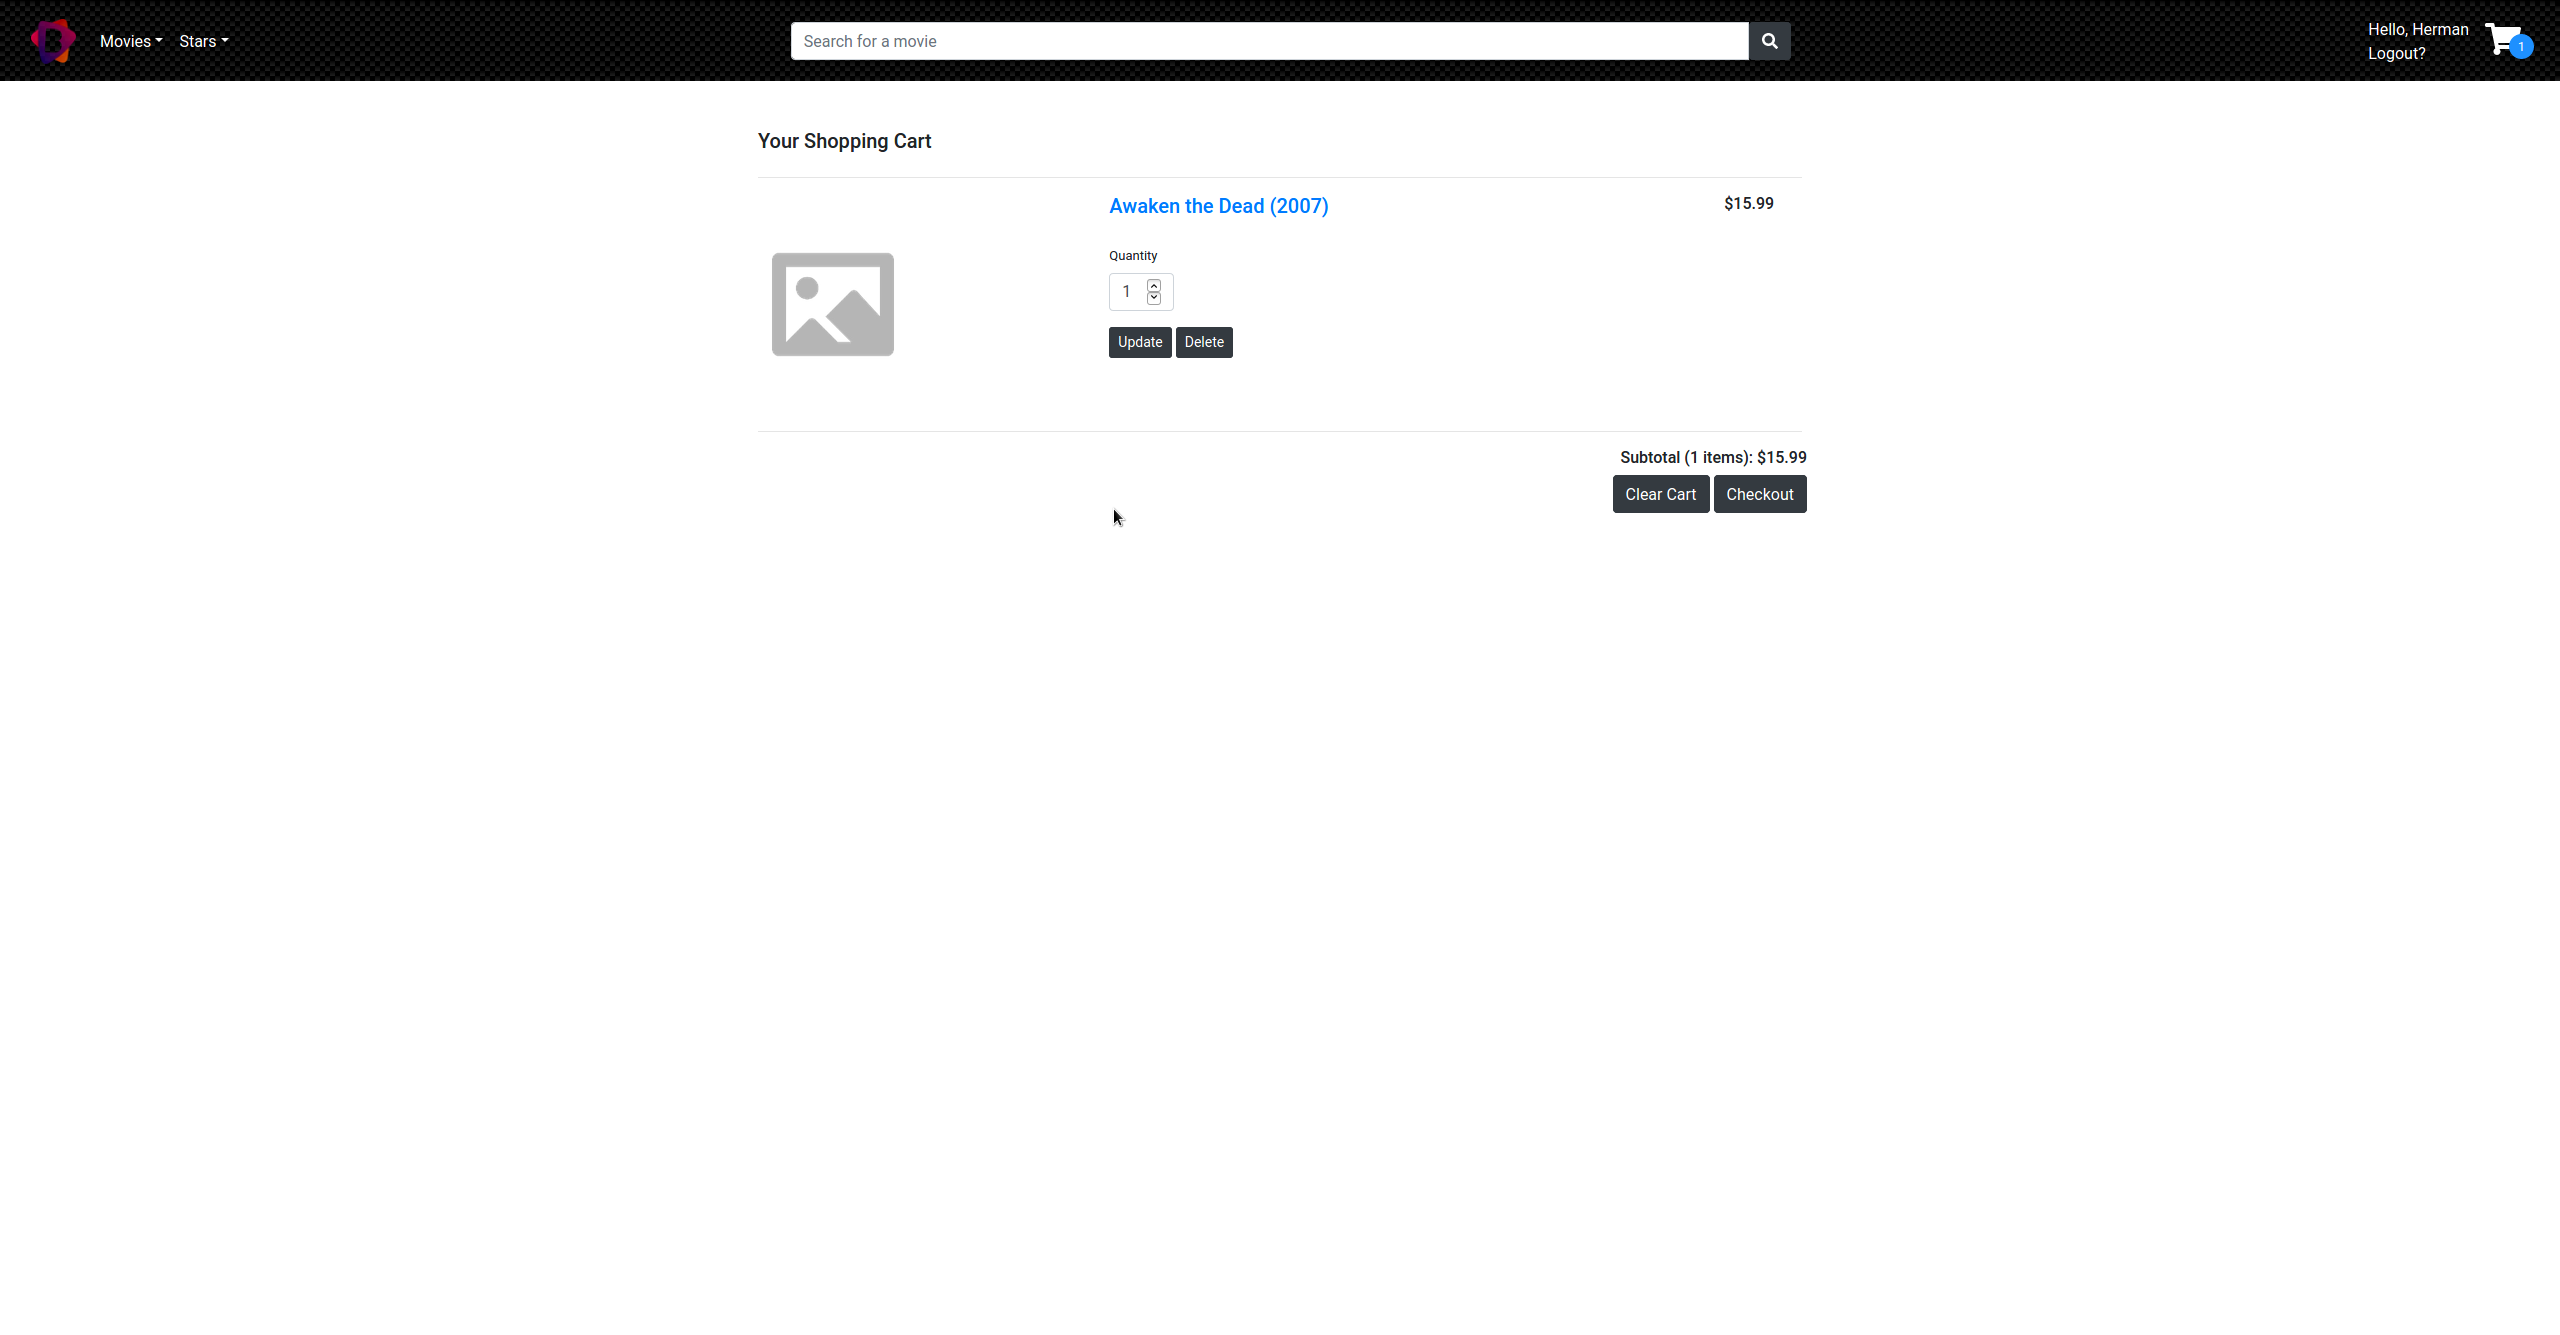 Movies
Stars
Search for a movie
Hello, Herman
Logout?
1
Your Shopping Cart
Awaken the Dead (2007)
$15.99
Quantity
1
Update
Delete
Subtotal (1 items): $15.99
Clear Cart
Checkout